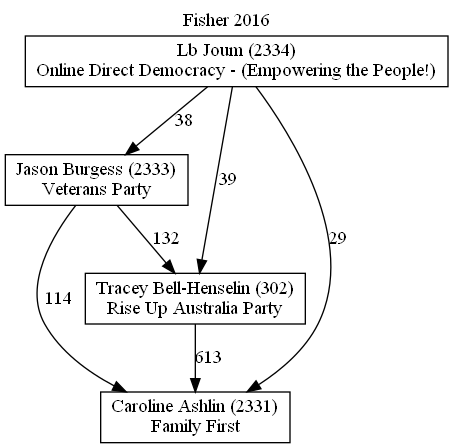 Fisher 2016
Lb Joum (2334)
Online Direct Democracy - (Empowering the People!)
38
Jason Burgess (2333)
Veterans Party
39
132
29
114
Tracey Bell-Henselin (302)
Rise Up Australia Party
613
Caroline Ashlin (2331)
Family First